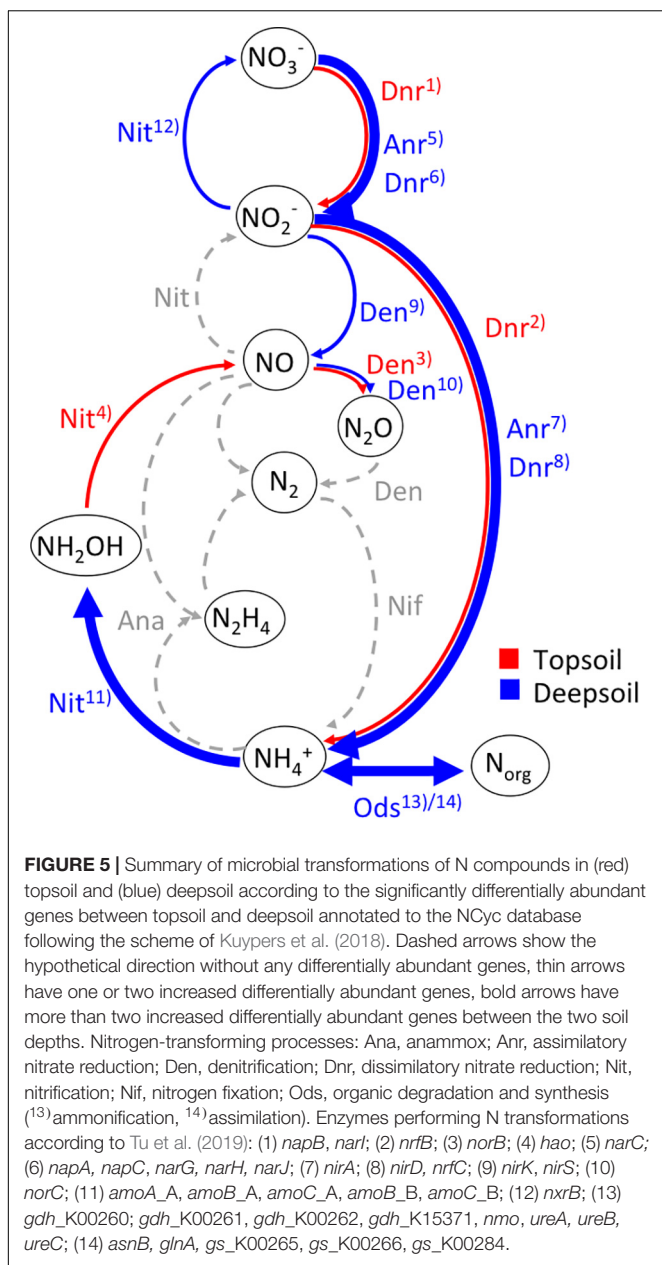 NO₃⁻
Dnr¹⁾
Nit¹²⁾
Anr⁵⁾
Dnr⁶⁾
NO₂⁻
Nit
Den⁹⁾
Dnr²⁾
NO
Den³⁾
Den¹⁰⁾
Nit⁴⁾
N₂O
Anr⁷⁾
Dnr⁸⁾
N₂
Den
NH₂OH
Ana
N₂H₄
Nif
Topsoil
Deepsoil
Nit¹¹⁾
NH₄⁺
N_org
Ods¹³⁾/¹⁴⁾
FIGURE 5 | Summary of microbial transformations of N compounds in (red)
topsoil and (blue) deepsoil according to the significantly differentially abundant
genes between topsoil and deepsoil annotated to the NCyc database
following the scheme of Kuypers et al. (2018). Dashed arrows show the
hypothetical direction without any differentially abundant genes, thin arrows
have one or two increased differentially abundant genes, bold arrows have
more than two increased differentially abundant genes between the two soil
depths. Nitrogen-transforming processes: Ana, anammox; Anr, assimilatory
nitrate reduction; Den, denitrification; Dnr, dissimilatory nitrate reduction; Nit,
nitrification; Nif, nitrogen fixation; Ods, organic degradation and synthesis
(¹³⁾ammonification, ¹⁴⁾assimilation). Enzymes performing N transformations
according to Tu et al. (2019): (1) napB, narI; (2) nrfB; (3) norB; (4) hao; (5) narC;
(6) napA, napC, narG, narH, narJ; (7) nirA; (8) nirD, nrfC; (9) nirK, nirS; (10)
norC; (11) amoA_A, amoB_A, amoC_A, amoB_B, amoC_B; (12) nxrB; (13)
gdh_K00260; gdh_K00261, gdh_K00262, gdh_K15371, nmo, ureA, ureB,
ureC; (14) asnB, glnA, gs_K00265, gs_K00266, gs_K00284.